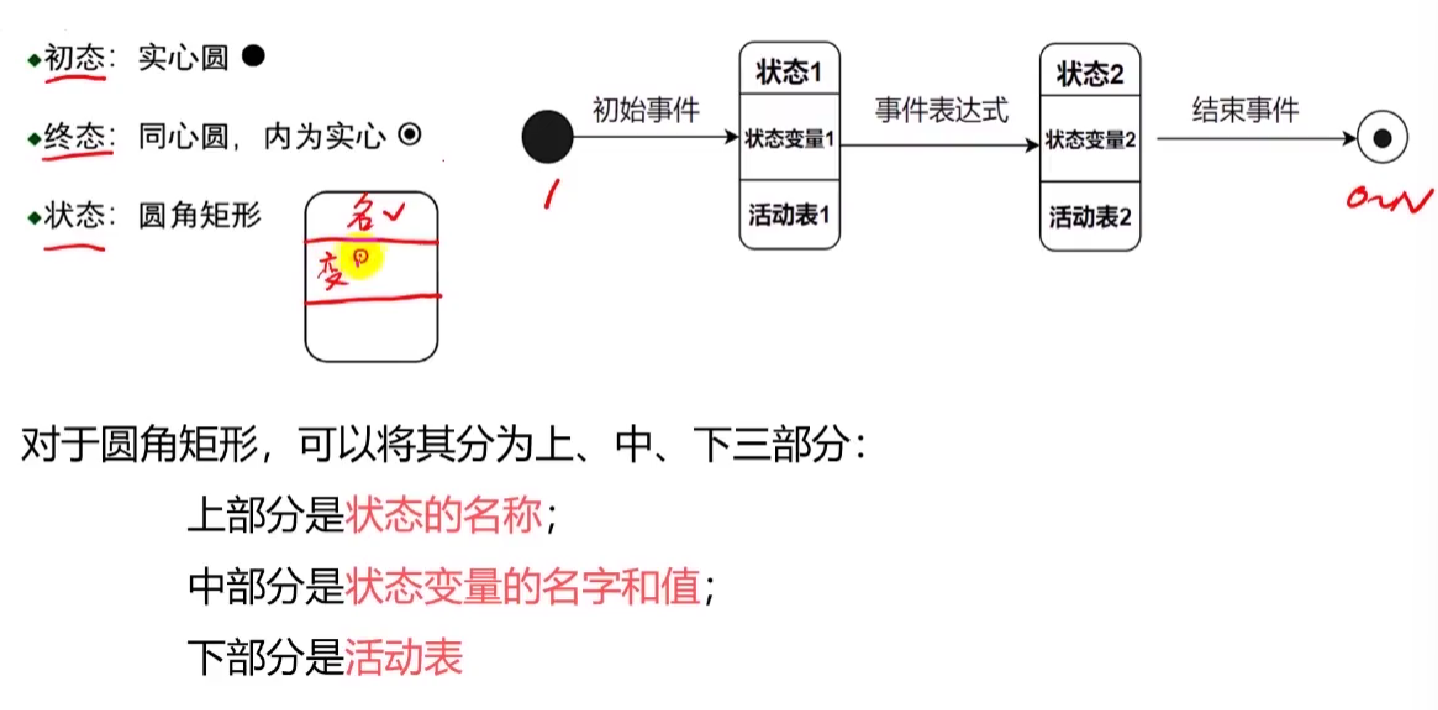 初态：实心圆
终态：同心圆，内为实心
状态：圆角矩形
名
变
初始事件
状态1
状态变量1
活动表1
事件表达式
状态2
状态变量2
活动表2
结束事件
1
0~N
对于圆角矩形，可以将其分为上、中、下三部分：
上部分是状态的名称；
中部分是状态变量的名字和值；
下部分是活动表